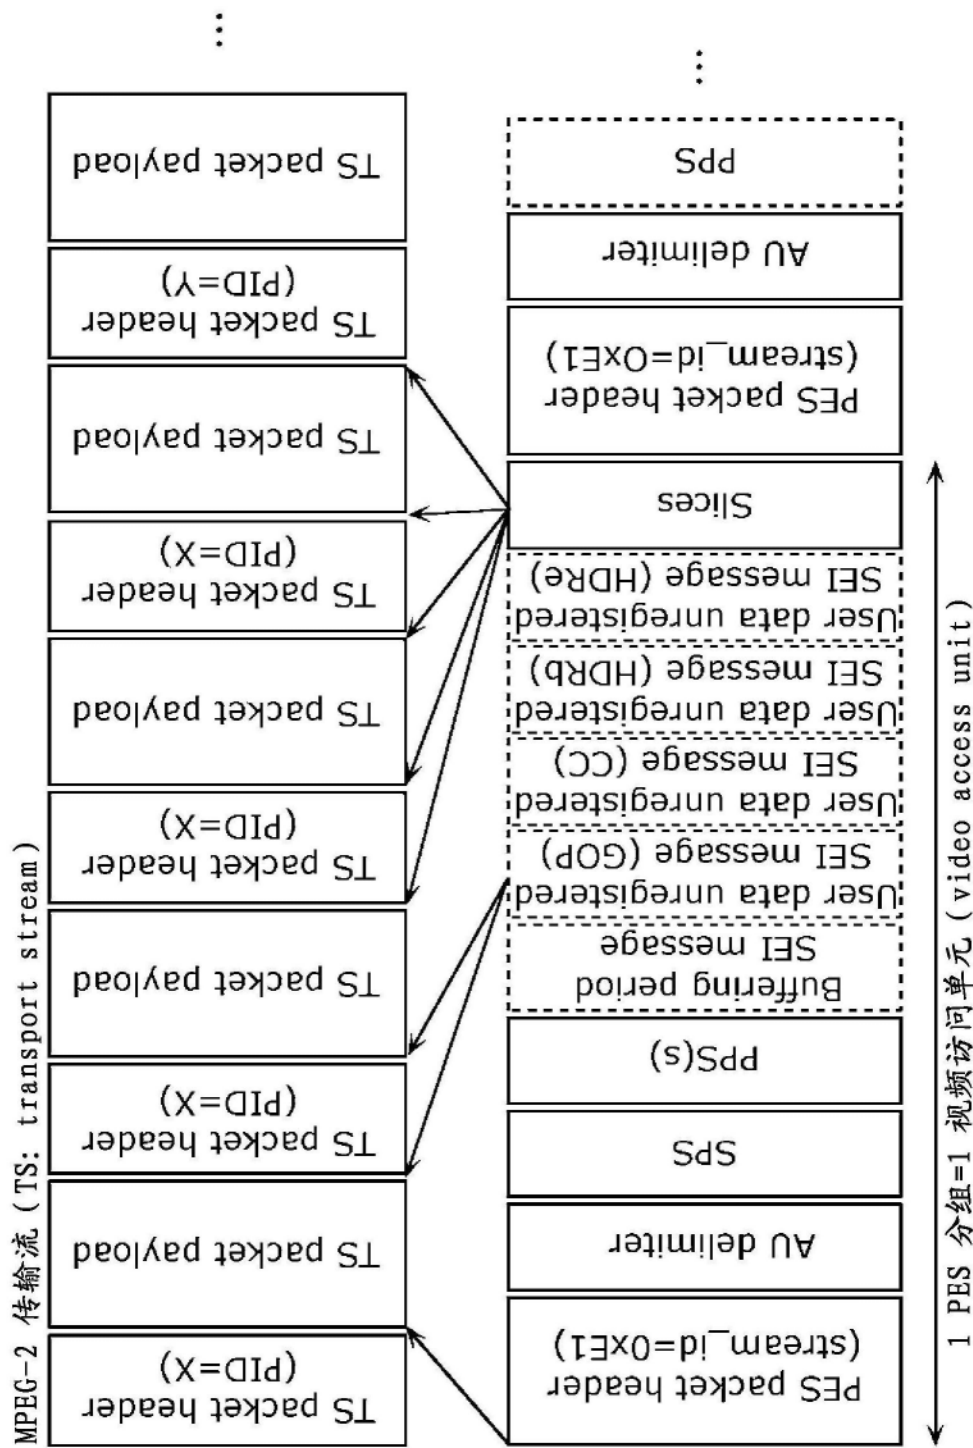 MPEG-2 传输流 (TS: transport stream)
TS packet header
(PID=X)
TS packet payload
TS packet header
(PID=X)
TS packet payload
TS packet header
(PID=X)
TS packet payload
TS packet header
(PID=X)
TS packet payload
TS packet header
(PID=Y)
TS packet payload
...
PES packet header
(stream_id=0xE1)
AU delimiter
SPS
PPS(s)
Buffering period
SEI message
User data unregistered
SEI message (GOP)
User data unregistered
SEI message (CC)
User data unregistered
SEI message (HDRb)
User data unregistered
SEI message (HDRe)
Slices
PES packet header
(stream_id=0xE1)
AU delimiter
PPS
...
1 PES 分组=1 视频访问单元 (video access unit)